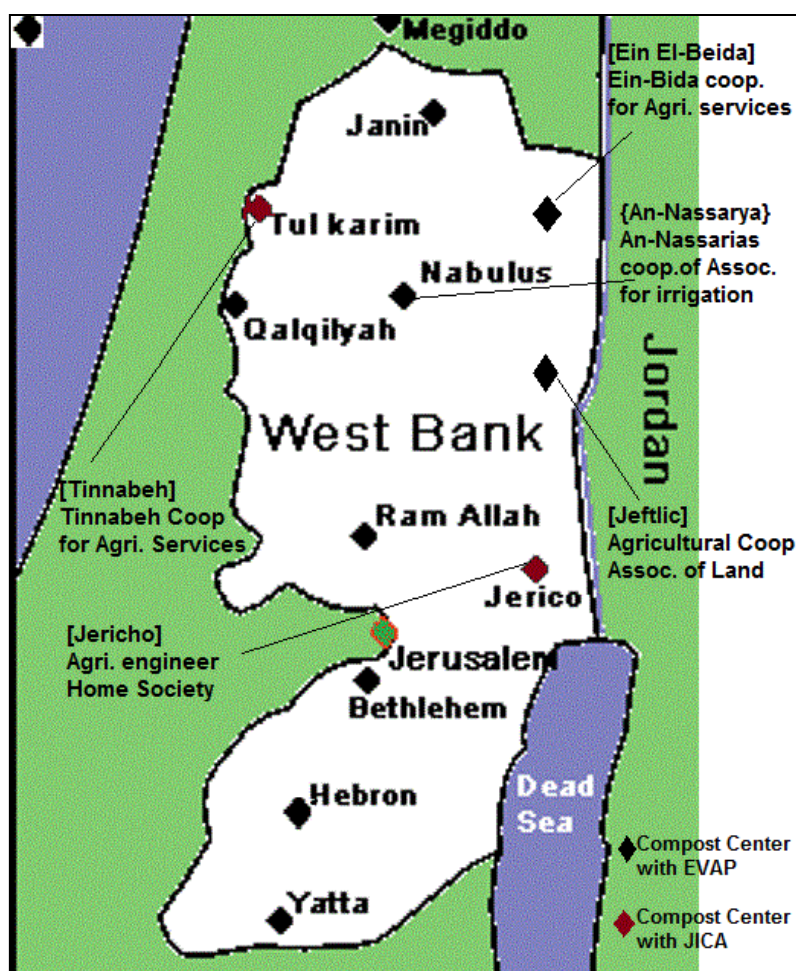 Megiddo
[Ein El-Beida]
Ein-Bida coop.
for Agri. services
Janin
Tul karim
{An-Nassarya}
An-Nassarias
coop.of Assoc.
for irrigation
Nabulus
Qalqilyah
Jordan
West Bank
[Tinnabeh]
Tinnabeh Coop
for Agri. Services
Ram Allah
[Jeftlic]
Agricultural Coop
Assoc. of Land
Jerico
[Jericho]
Agri. engineer
Home Society
Jerusalem
Bethlehem
Hebron
Dead
Sea
Compost Center
with EVAP
Yatta
Compost Center
with JICA